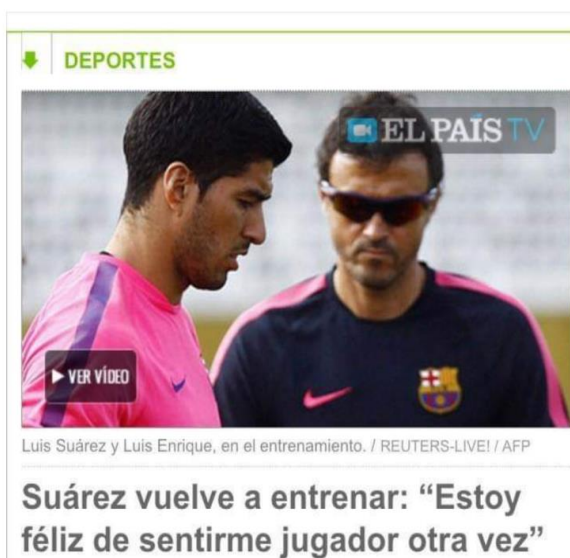 DEPORTES
EL PAÍS TV
VER VÍDEO
Luis Suárez y Luis Enrique, en el entrenamiento. / REUTERS-LIVE! / AFP
Suárez vuelve a entrenar: “Estoy
féliz de sentirme jugador otra vez”